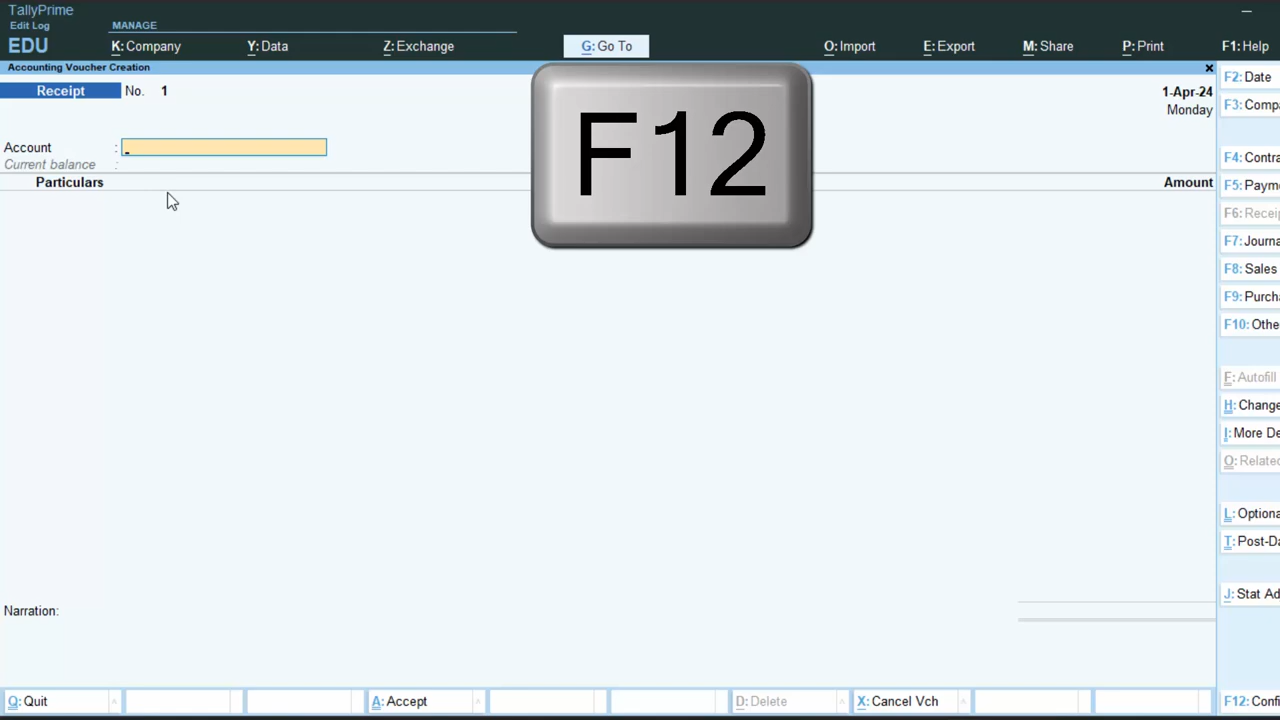 TallyPrime
Edit Log
MANAGE
EDU
K: Company
Y: Data
Z: Exchange
G: Go To
O: Import
E: Export
M: Share
P: Print
F1: Help
Accounting Voucher Creation
F2: Date
Receipt No. 1
1-Apr-24
F3: Compa
Monday
F12
Account :
F4: Contra
Current balance :
Particulars
Amount
F5: Payme
F6: Receip
F7: Journa
F8: Sales
F9: Purcha
F10: Othe
F: Autofill
H: Change
I: More De
O: Related
L: Optiona
T: Post-Da
J: Stat Ad
Narration:
Q: Quit
A: Accept
D: Delete
X: Cancel Vch
F12: Confi